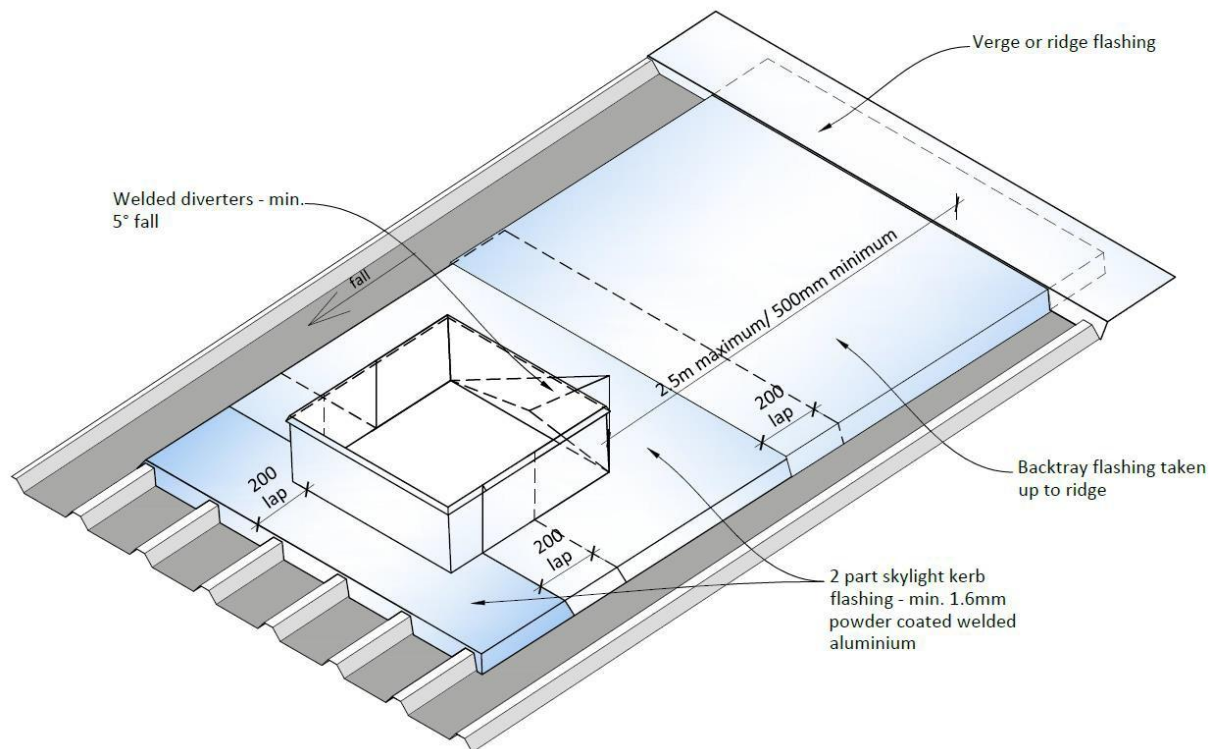 Verge or ridge flashing
Welded diverters - min.
5° fall
fall
2.5m maximum/ 500mm minimum
200
lap
Backtray flashing taken
up to ridge
200
lap
200
lap
2 part skylight kerb
flashing - min. 1.6mm
powder coated welded
aluminium